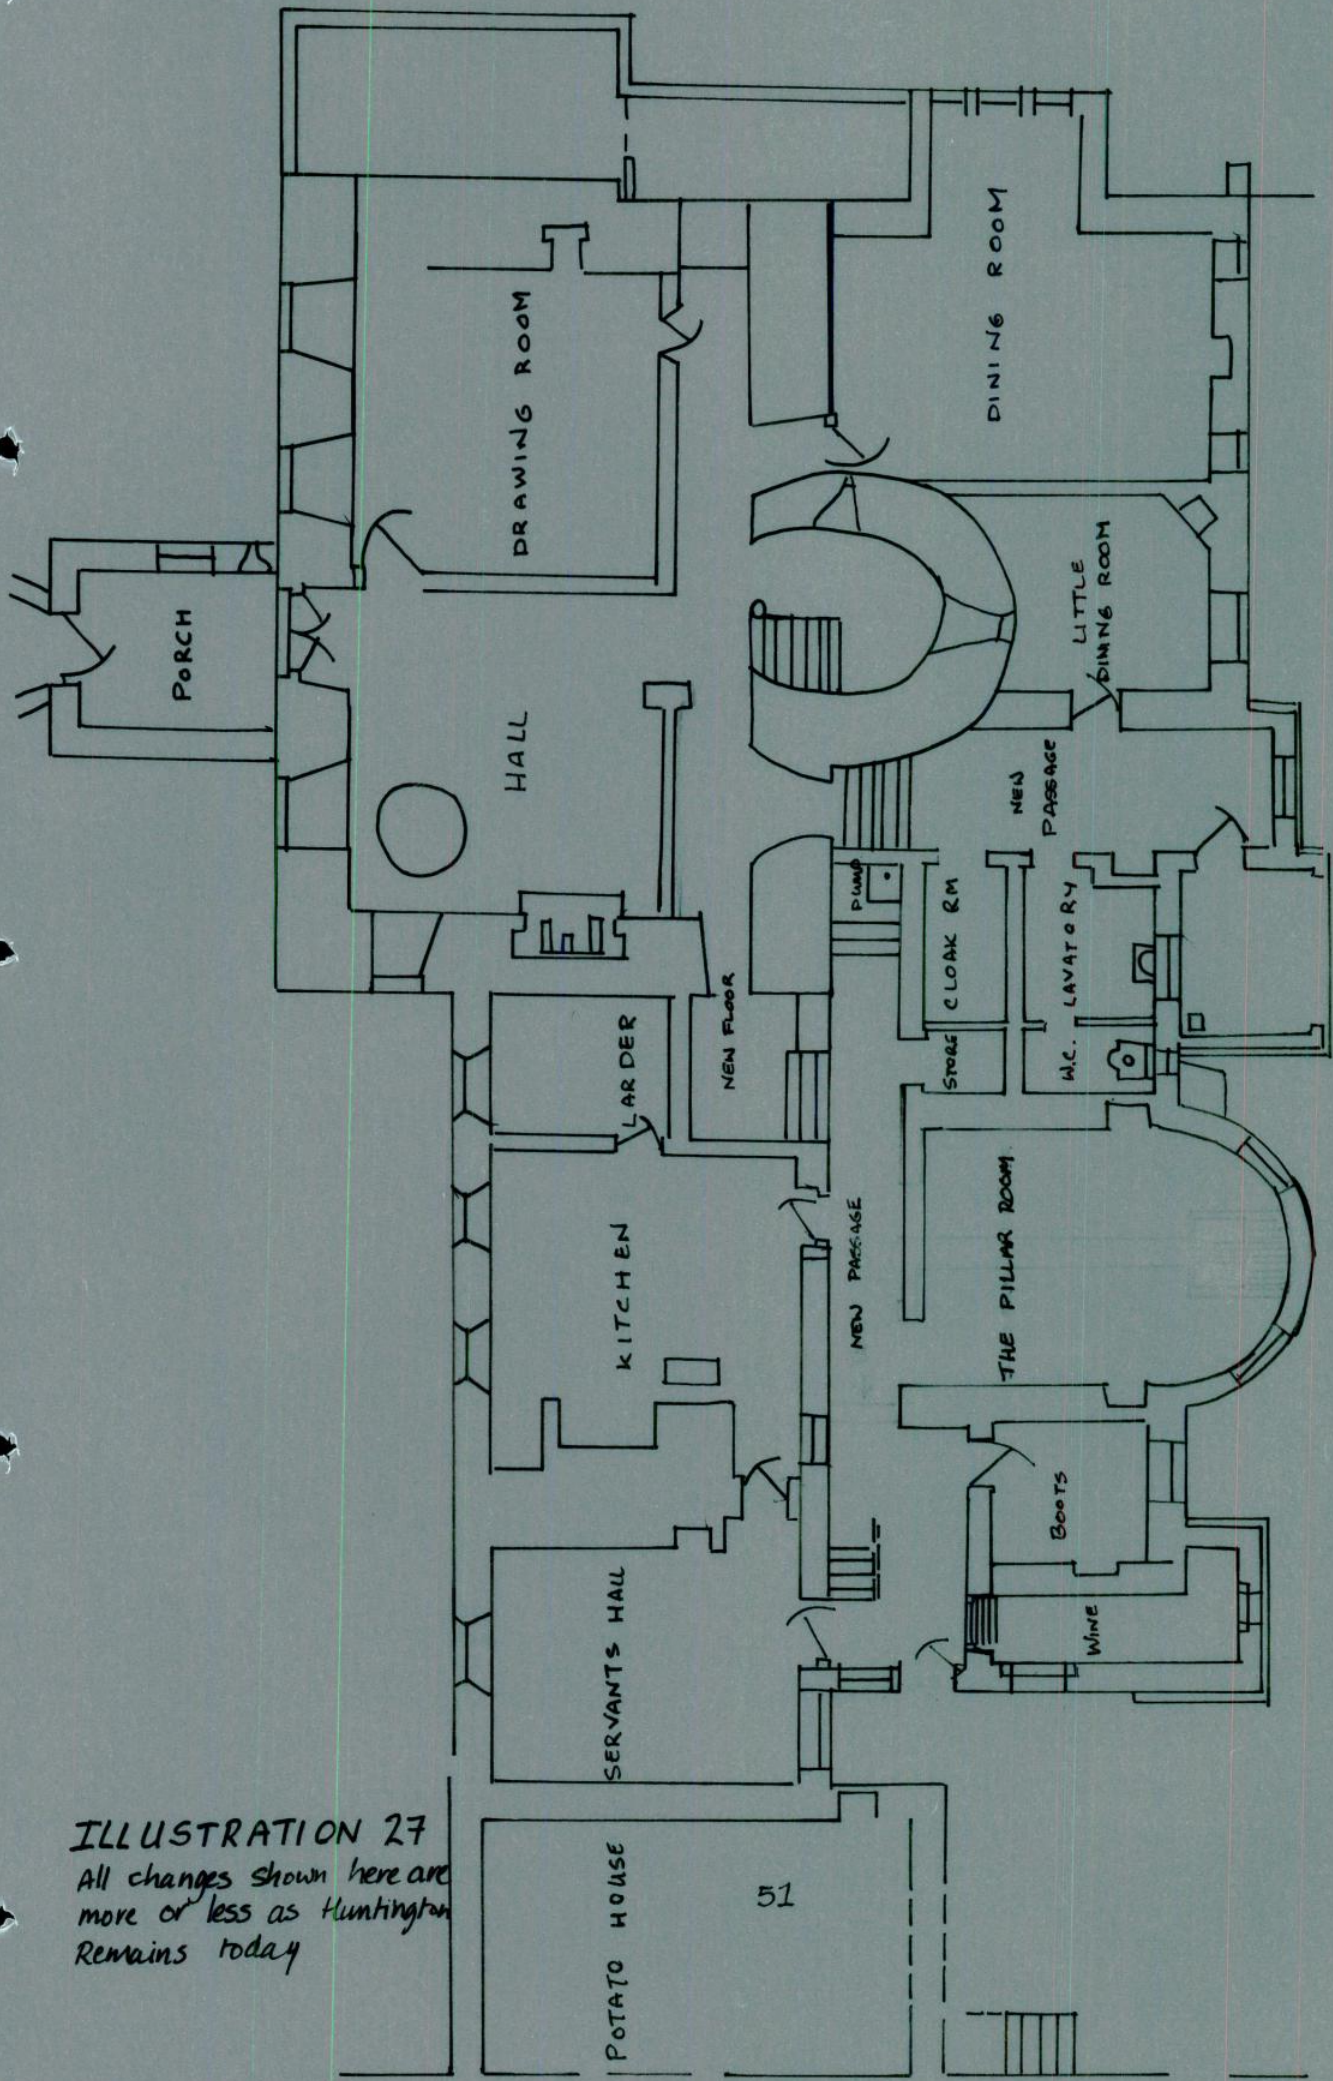 PORCH
DRAWING ROOM
DINING ROOM
HALL
LITTLE
DINING ROOM
NEW
PASSAGE
PUMP
CLOAK RM
LAVATORY
STORE
W.C.
LARDER
NEW FLOOR
KITCHEN
NEW PASSAGE
THE PILLAR ROOM
BOOTS
WINE
SERVANTS HALL
POTATO HOUSE
51
ILLUSTRATION 27
All changes shown here are
more or less as Huntington
Remains today